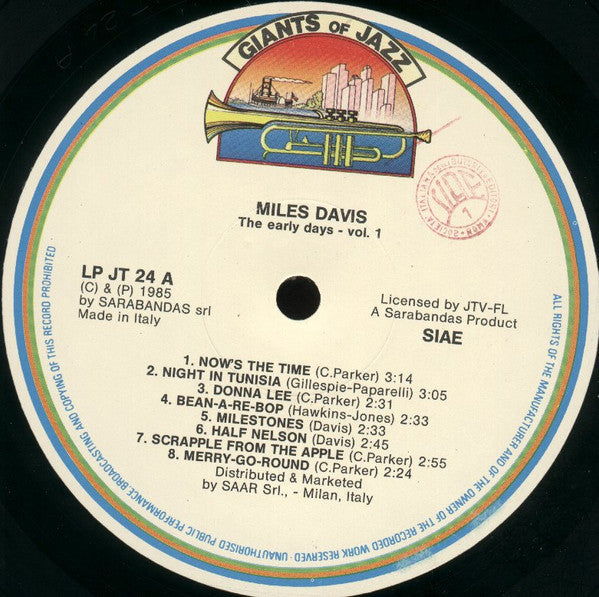 GIANTS OF JAZZ
MILES DAVIS
The early days - vol. 1
LP JT 24 A
(C) & (P) 1985
by SARABANDAS srl
Made in Italy
Licensed by JTV-FL
A Sarabandas Product
SIAE
1. NOW'S THE TIME (C.Parker) 3:14
2. NIGHT IN TUNISIA (Gillespie-Paparelli) 3:05
3. DONNA LEE (C.Parker) 2:31
4. BEAN-A-RE-BOP (Hawkins-Jones) 2:33
5. MILESTONES (Davis) 2:33
6. HALF NELSON (Davis) 2:45
7. SCRAPPLE FROM THE APPLE (C.Parker) 2:55
8. MERRY-GO-ROUND (C.Parker) 2:24
Distributed & Marketed
by SAAR Srl., - Milan, Italy
ALL RIGHTS OF THE MANUFACTURER AND OF THE OWNER OF THE RECORDED WORK RESERVED · UNAUTHORISED PUBLIC PERFORMANCE BROADCASTING AND COPYING OF THIS RECORD PROHIBITED
SOCIETA' ITALIANA
1